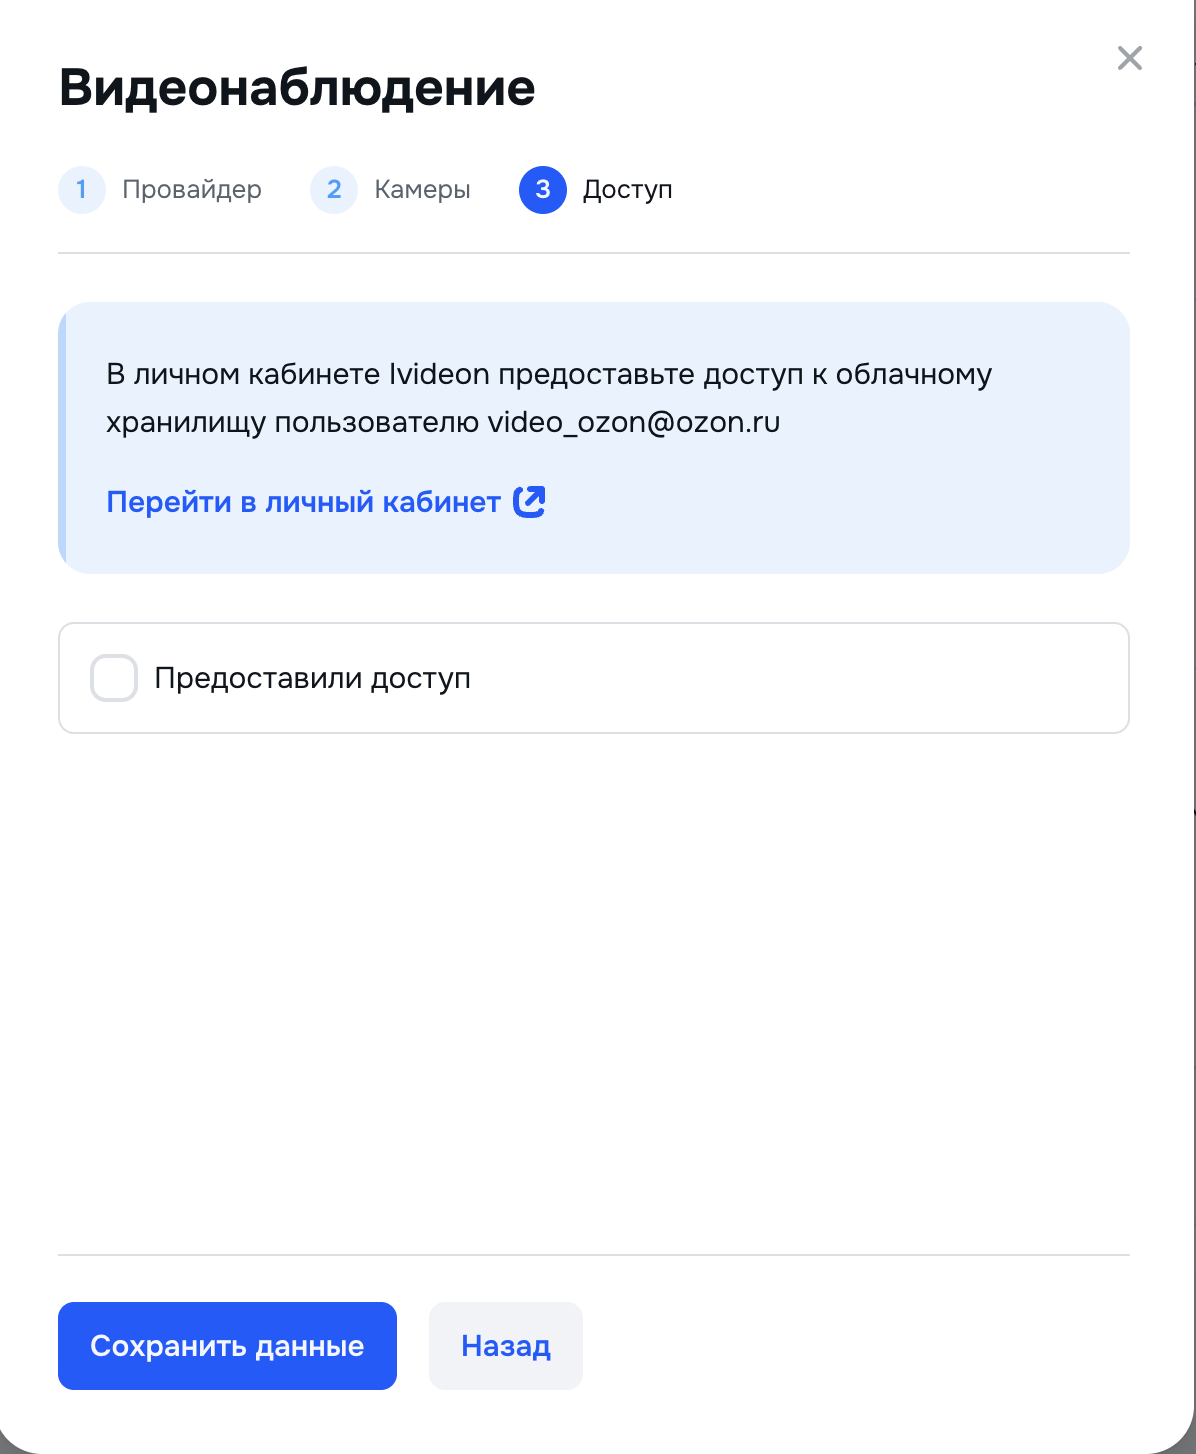 Видеонаблюдение
1 Провайдер 2 Камеры 3 Доступ
В личном кабинете Ivideon предоставьте доступ к облачному
хранилищу пользователю video_ozon@ozon.ru
Перейти в личный кабинет
Предоставили доступ
Сохранить данные Назад